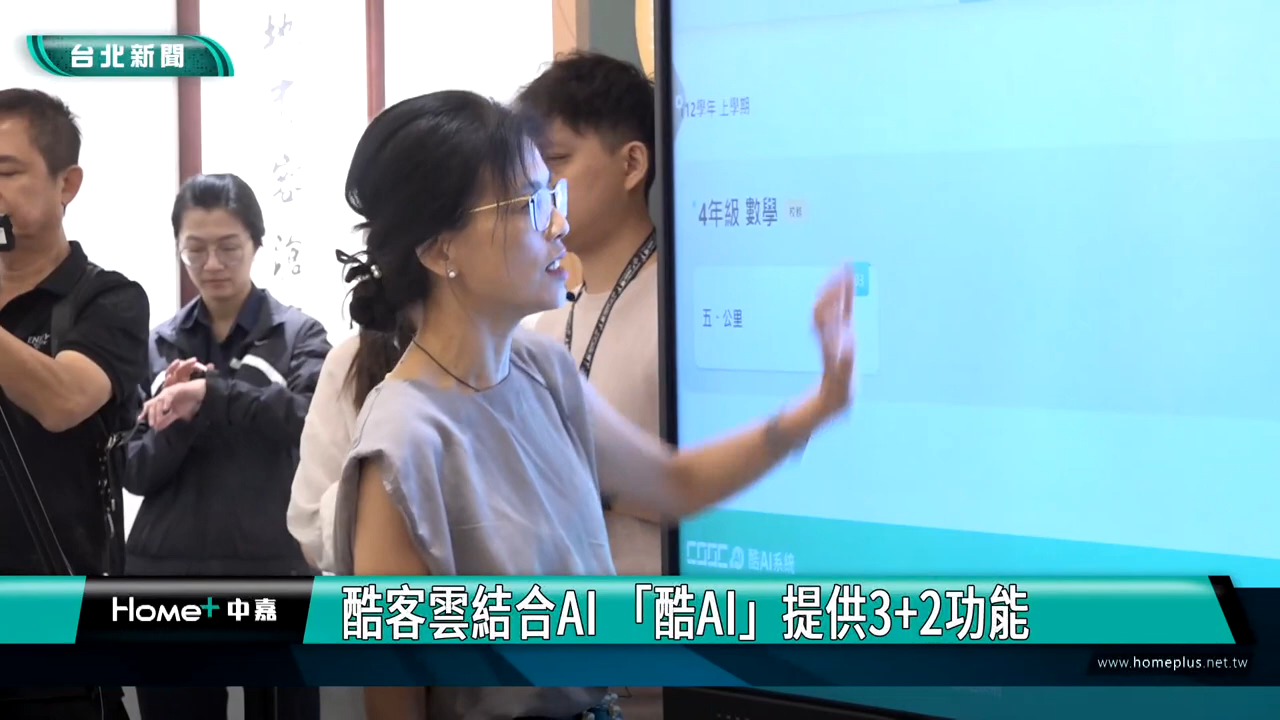 台北新聞
12學年 上學期
4年級 數學
五、公里
酷AI系統
Home+ 中嘉
酷客雲結合AI 「酷AI」提供3+2功能
www.homeplus.net.tw